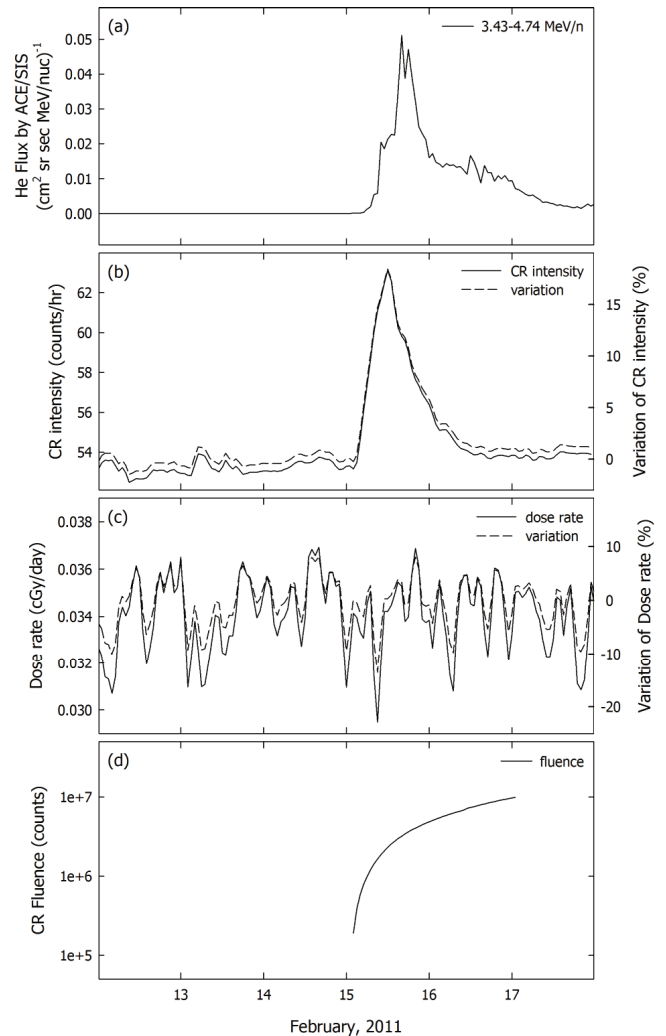 (a)
3.43-4.74 MeV/n
0.05
0.04
0.03
0.02
0.01
0.00
He Flux by ACE/SIS
(cm² sr sec MeV/nuc)⁻¹
(b)
CR intensity
variation
62
60
58
56
54
15
10
5
0
CR intensity (counts/hr)
Variation of CR intensity (%)
(c)
dose rate
variation
0.038
0.036
0.034
0.032
0.030
10
0
-10
-20
Dose rate (cGy/day)
Variation of Dose rate (%)
(d)
fluence
1e+7
1e+6
1e+5
CR Fluence (counts)
13 14 15 16 17
February, 2011